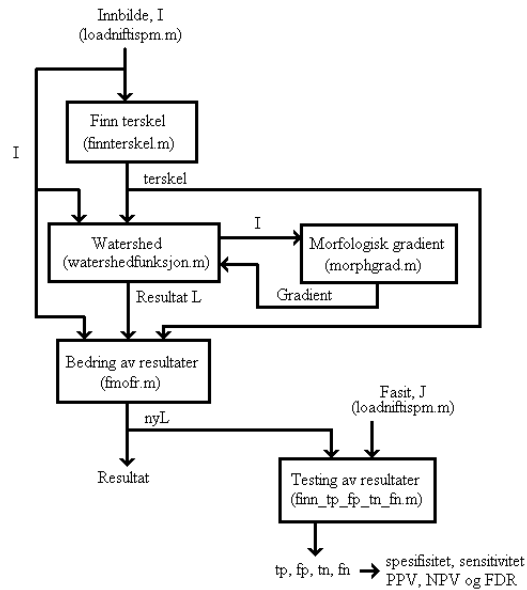 Innbilde, I
(loadniftispm.m)
Finn terskel
(finnterskel.m)
I
terskel
Watershed
(watershedfunksjon.m)
I
Morfologisk gradient
(morphgrad.m)
Gradient
Resultat L
Bedring av resultater
(fmofr.m)
nyL
Resultat
Fasit, J
(loadniftispm.m)
Testing av resultater
(finn_tp_fp_tn_fn.m)
tp, fp, tn, fn
spesifisitet, sensitivitet
PPV, NPV og FDR